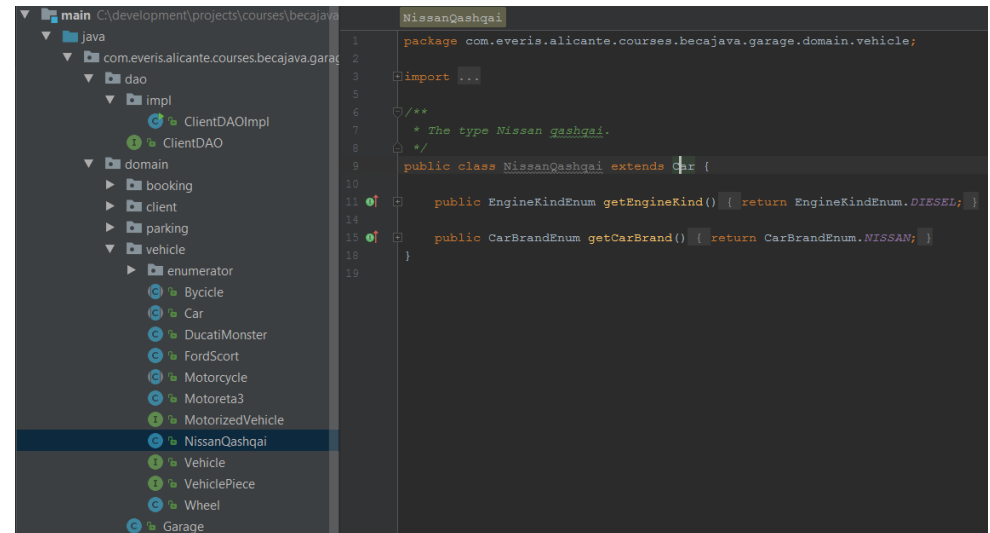 main C:\development\projects\courses\becajava
java
com.everis.alicante.courses.becajava.garag
dao
impl
ClientDAOImpl
ClientDAO
domain
booking
client
parking
vehicle
enumerator
Bycicle
Car
DucatiMonster
FordScort
Motorcycle
Motoreta3
MotorizedVehicle
NissanQashqai
Vehicle
VehiclePiece
Wheel
Garage
NissanQashqai
1 package com.everis.alicante.courses.becajava.garage.domain.vehicle;
2
3 import ...
5
6 /**
7 * The type Nissan qashqai.
8 */
9 public class NissanQashqai extends Car {
10
11 public EngineKindEnum getEngineKind() { return EngineKindEnum.DIESEL; }
14
15 public CarBrandEnum getCarBrand() { return CarBrandEnum.NISSAN; }
18 }
19